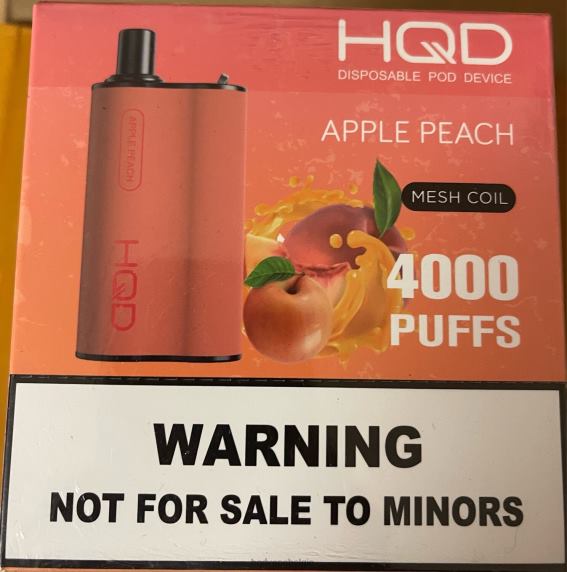 HQD
DISPOSABLE POD DEVICE
APPLE PEACH
MESH COIL
4000
PUFFS
APPLE PEACH
HQD
WARNING
NOT FOR SALE TO MINORS